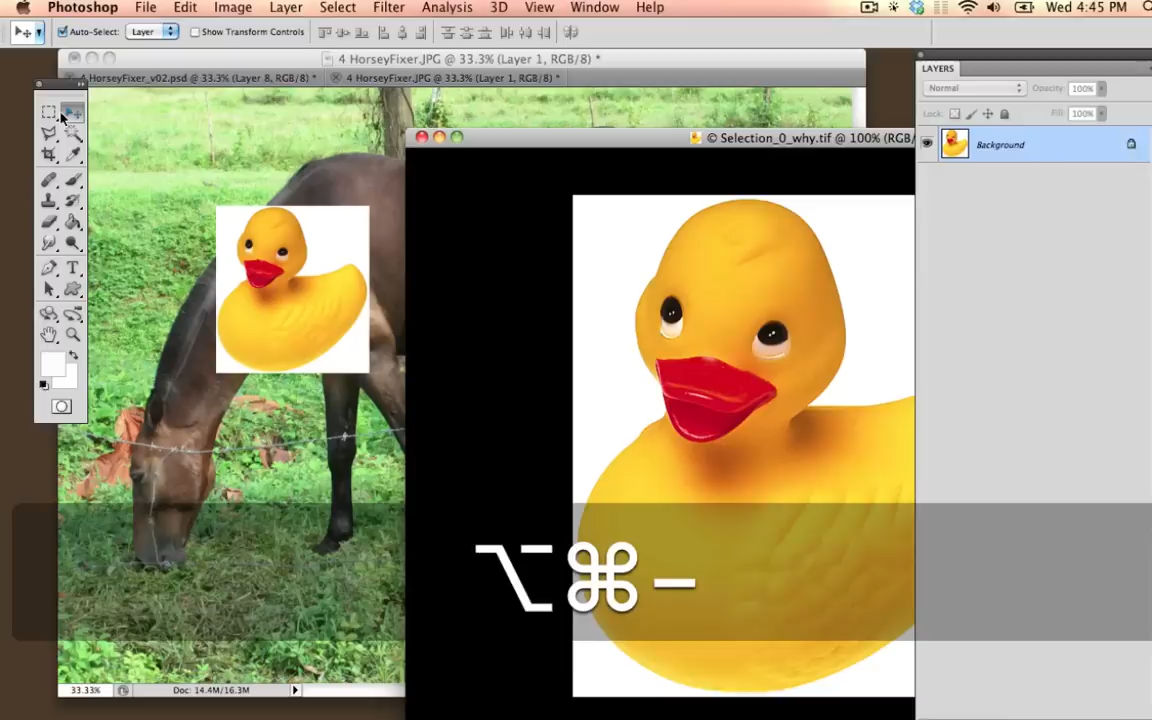 Photoshop File Edit Image Layer Select Filter Analysis 3D View Window Help Wed 4:45 PM
Auto-Select: Layer Show Transform Controls
4 HorseyFixer.JPG @ 33.3% (Layer 1, RGB/8) *
4 HorseyFixer_v02.psd @ 33.3% (Layer 8, RGB/8) * 4 HorseyFixer.JPG @ 33.3% (Layer 1, RGB/8) *
LAYERS
Normal Opacity: 100%
Lock: Fill: 100%
© Selection_0_why.tif @ 100% (RGB/
Background
T
⌥⌘−
33.33% Doc: 14.4M/16.3M